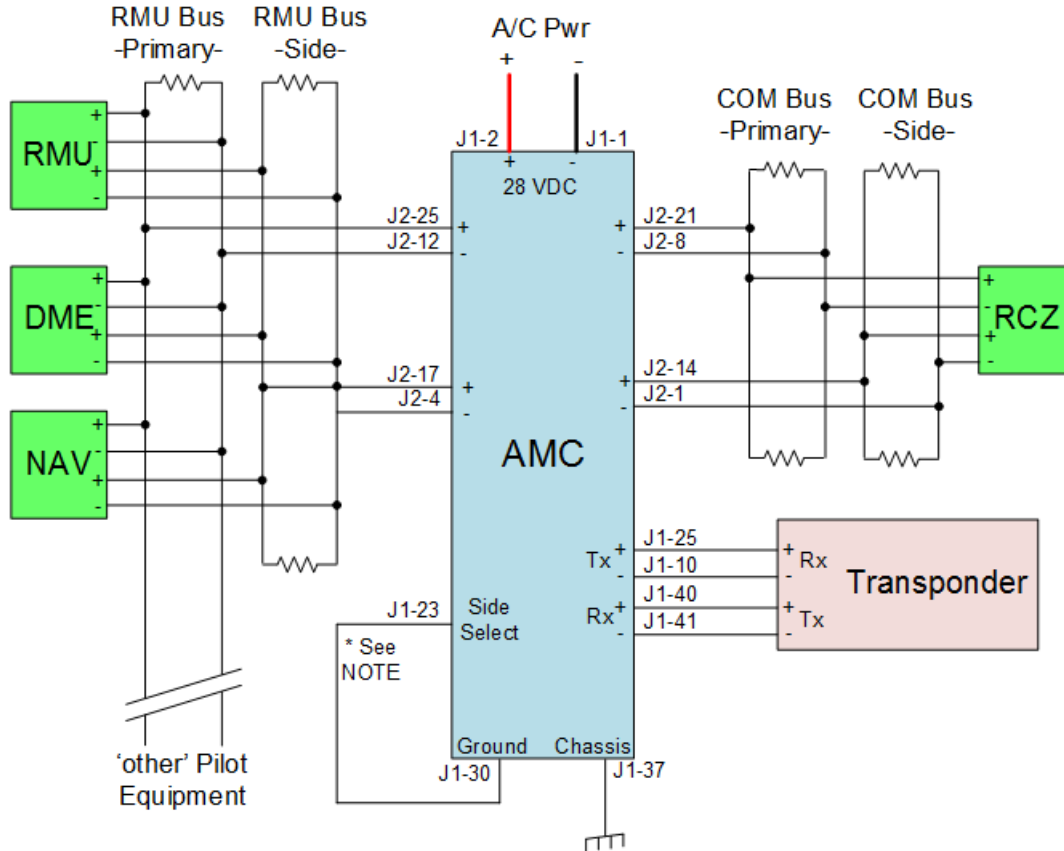 RMU Bus
-Primary-
RMU Bus
-Side-
A/C Pwr
+ -
COM Bus
-Primary-
COM Bus
-Side-
J1-2
J1-1
+ -
28 VDC
RMU
+
-
+
-
DME
+
-
+
-
NAV
+
-
+
-
J2-25
+
J2-12
-
J2-17
+
J2-4
-
J2-21
+
J2-8
-
J2-14
+
J2-1
-
RCZ
+
-
+
-
AMC
Tx
+
-
J1-25
J1-10
Rx
+
-
J1-40
J1-41
+
-
Rx
+
-
Tx
Transponder
J1-23
Side
Select
* See
NOTE
Ground
Chassis
J1-30
J1-37
'other' Pilot
Equipment